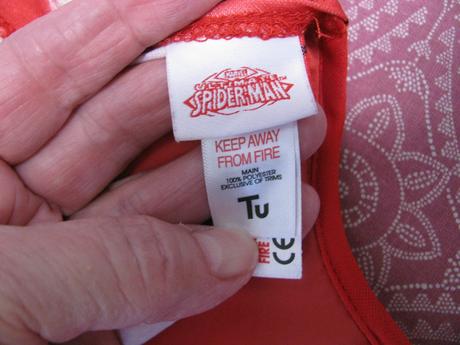 MARVEL
ULTIMATE
SPIDER-MAN
KEEP AWAY
FROM FIRE
MAIN
100% POLYESTER
EXCLUSIVE OF TRIMS
Tu
FIRE
CE